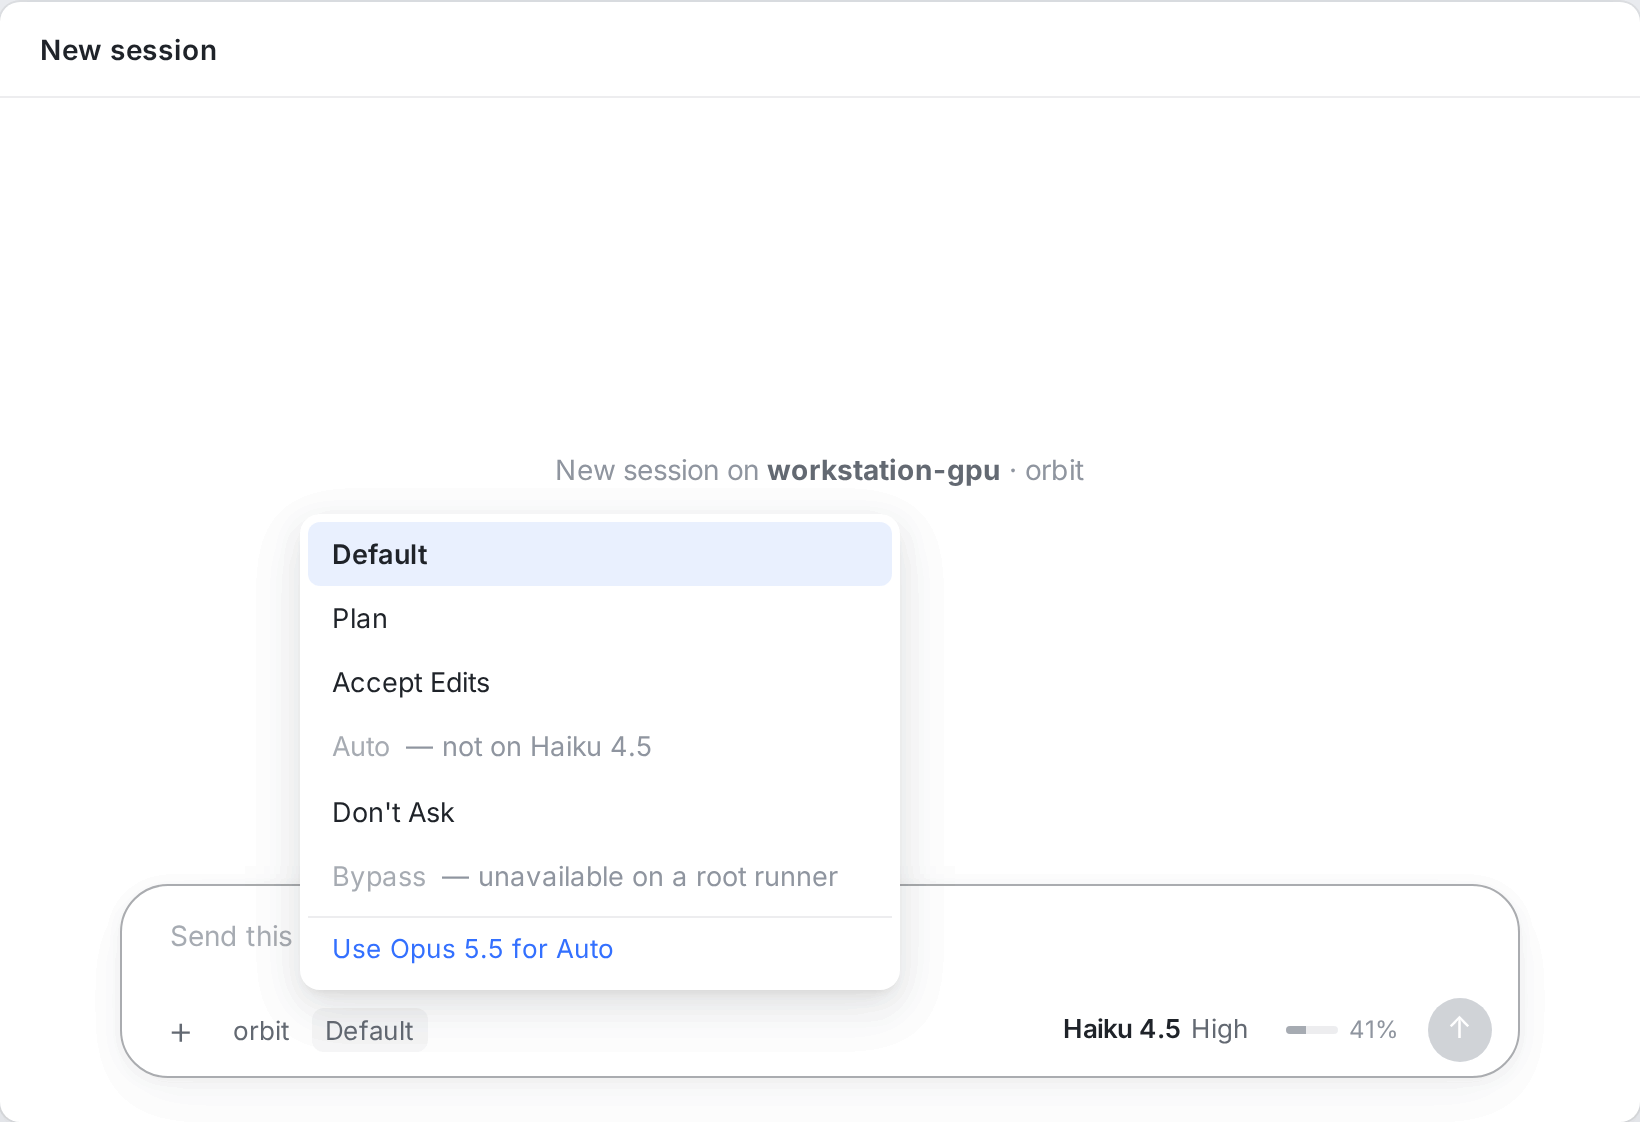 New session
New session on workstation-gpu · orbit
Default
Plan
Accept Edits
Auto — not on Haiku 4.5
Don't Ask
Bypass — unavailable on a root runner
Use Opus 5.5 for Auto
Send this
+ orbit Default Haiku 4.5 High 41%